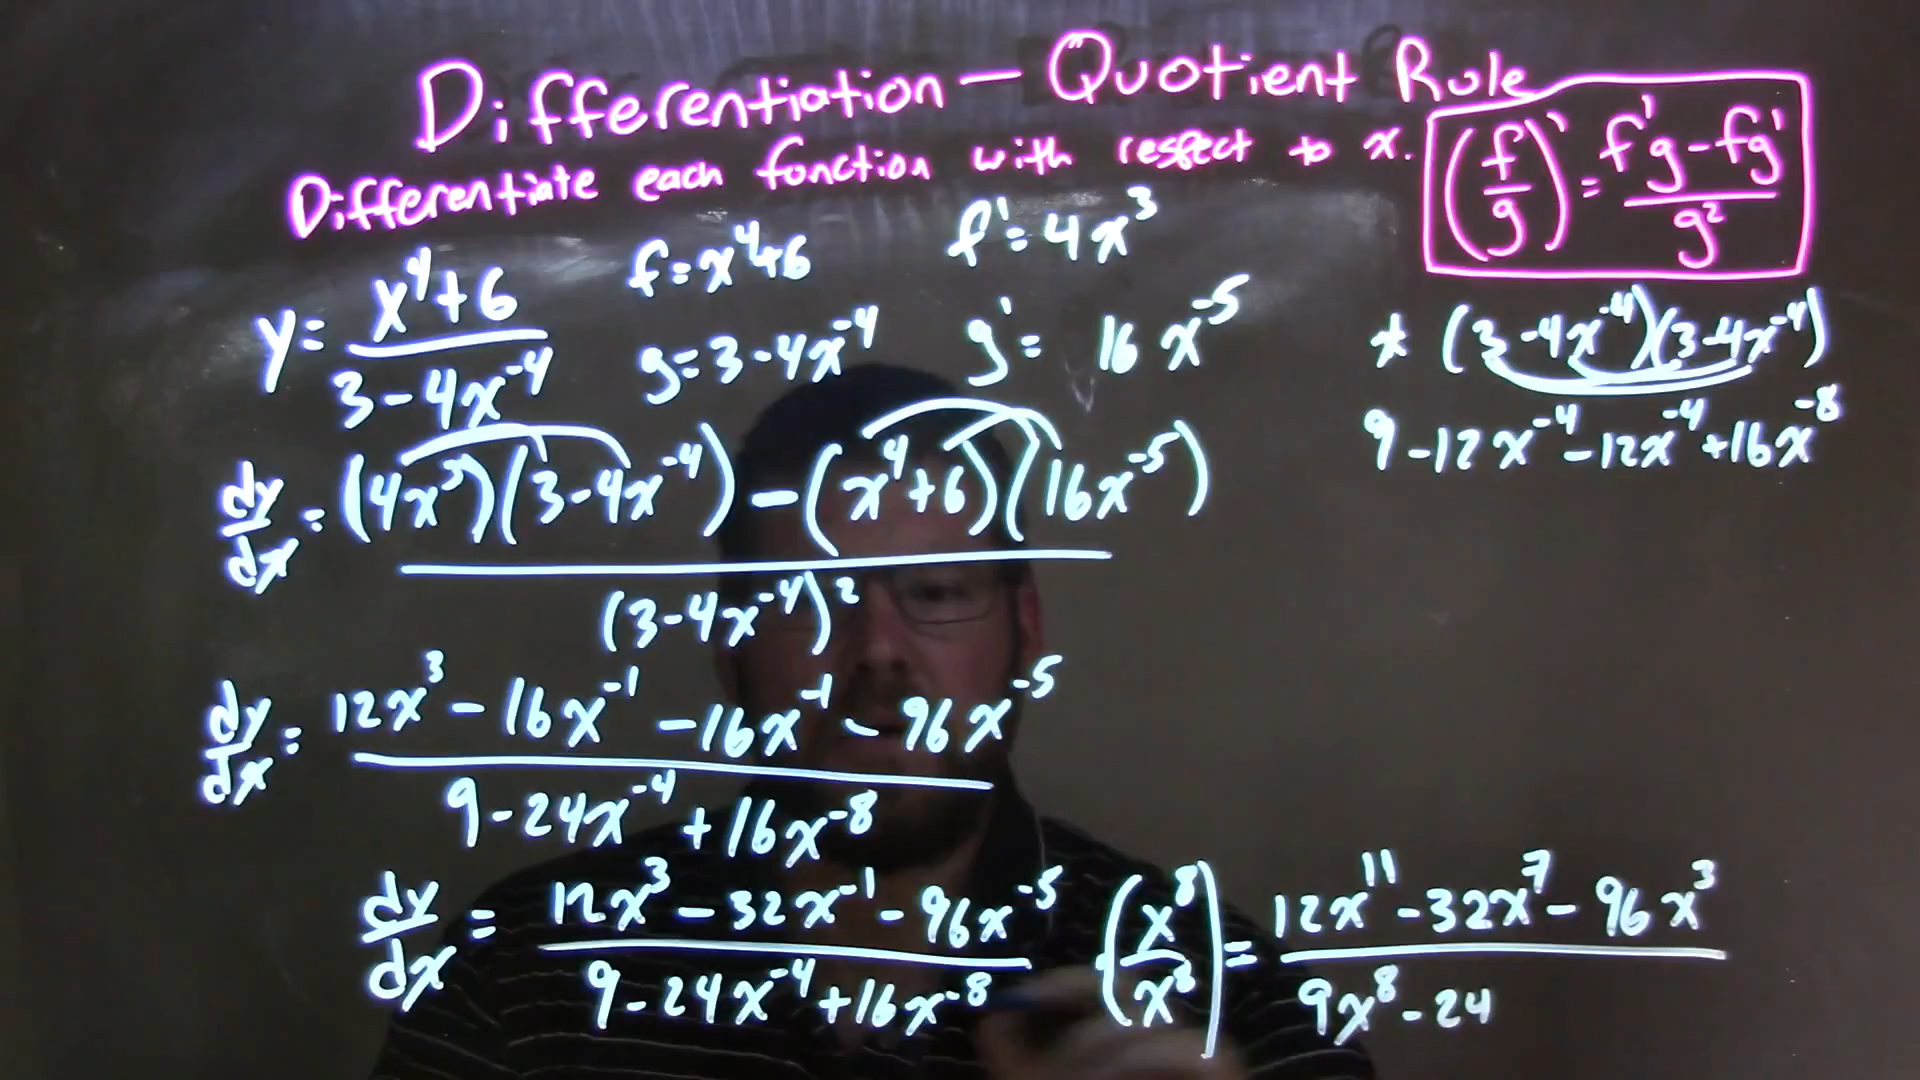 Differentiation — Quotient Rule
Differentiate each function with respect to x.
(f/g)' = (f'g - fg')/g²
y = (x⁴+6)/(3-4x⁻⁴)
f = x⁴+6
f' = 4x³
g = 3-4x⁻⁴
g' = 16x⁻⁵
* (3-4x⁻⁴)(3-4x⁻⁴)
9-12x⁻⁴-12x⁻⁴+16x⁻⁸
dy/dx = ((4x³)(3-4x⁻⁴) - (x⁴+6)(16x⁻⁵))/(3-4x⁻⁴)²
dy/dx = (12x³ - 16x⁻¹ - 16x⁻¹ - 96x⁻⁵)/(9-24x⁻⁴+16x⁻⁸)
dy/dx = (12x³ - 32x⁻¹ - 96x⁻⁵)/(9-24x⁻⁴+16x⁻⁸) (x⁸/x⁸) = (12x¹¹ - 32x⁷ - 96x³)/(9x⁸ - 24